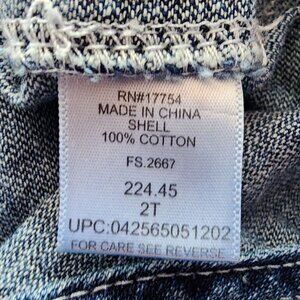 RN#17754
MADE IN CHINA
SHELL
100% COTTON
FS.2667
224.45
2T
UPC:042565051202
FOR CARE SEE REVERSE